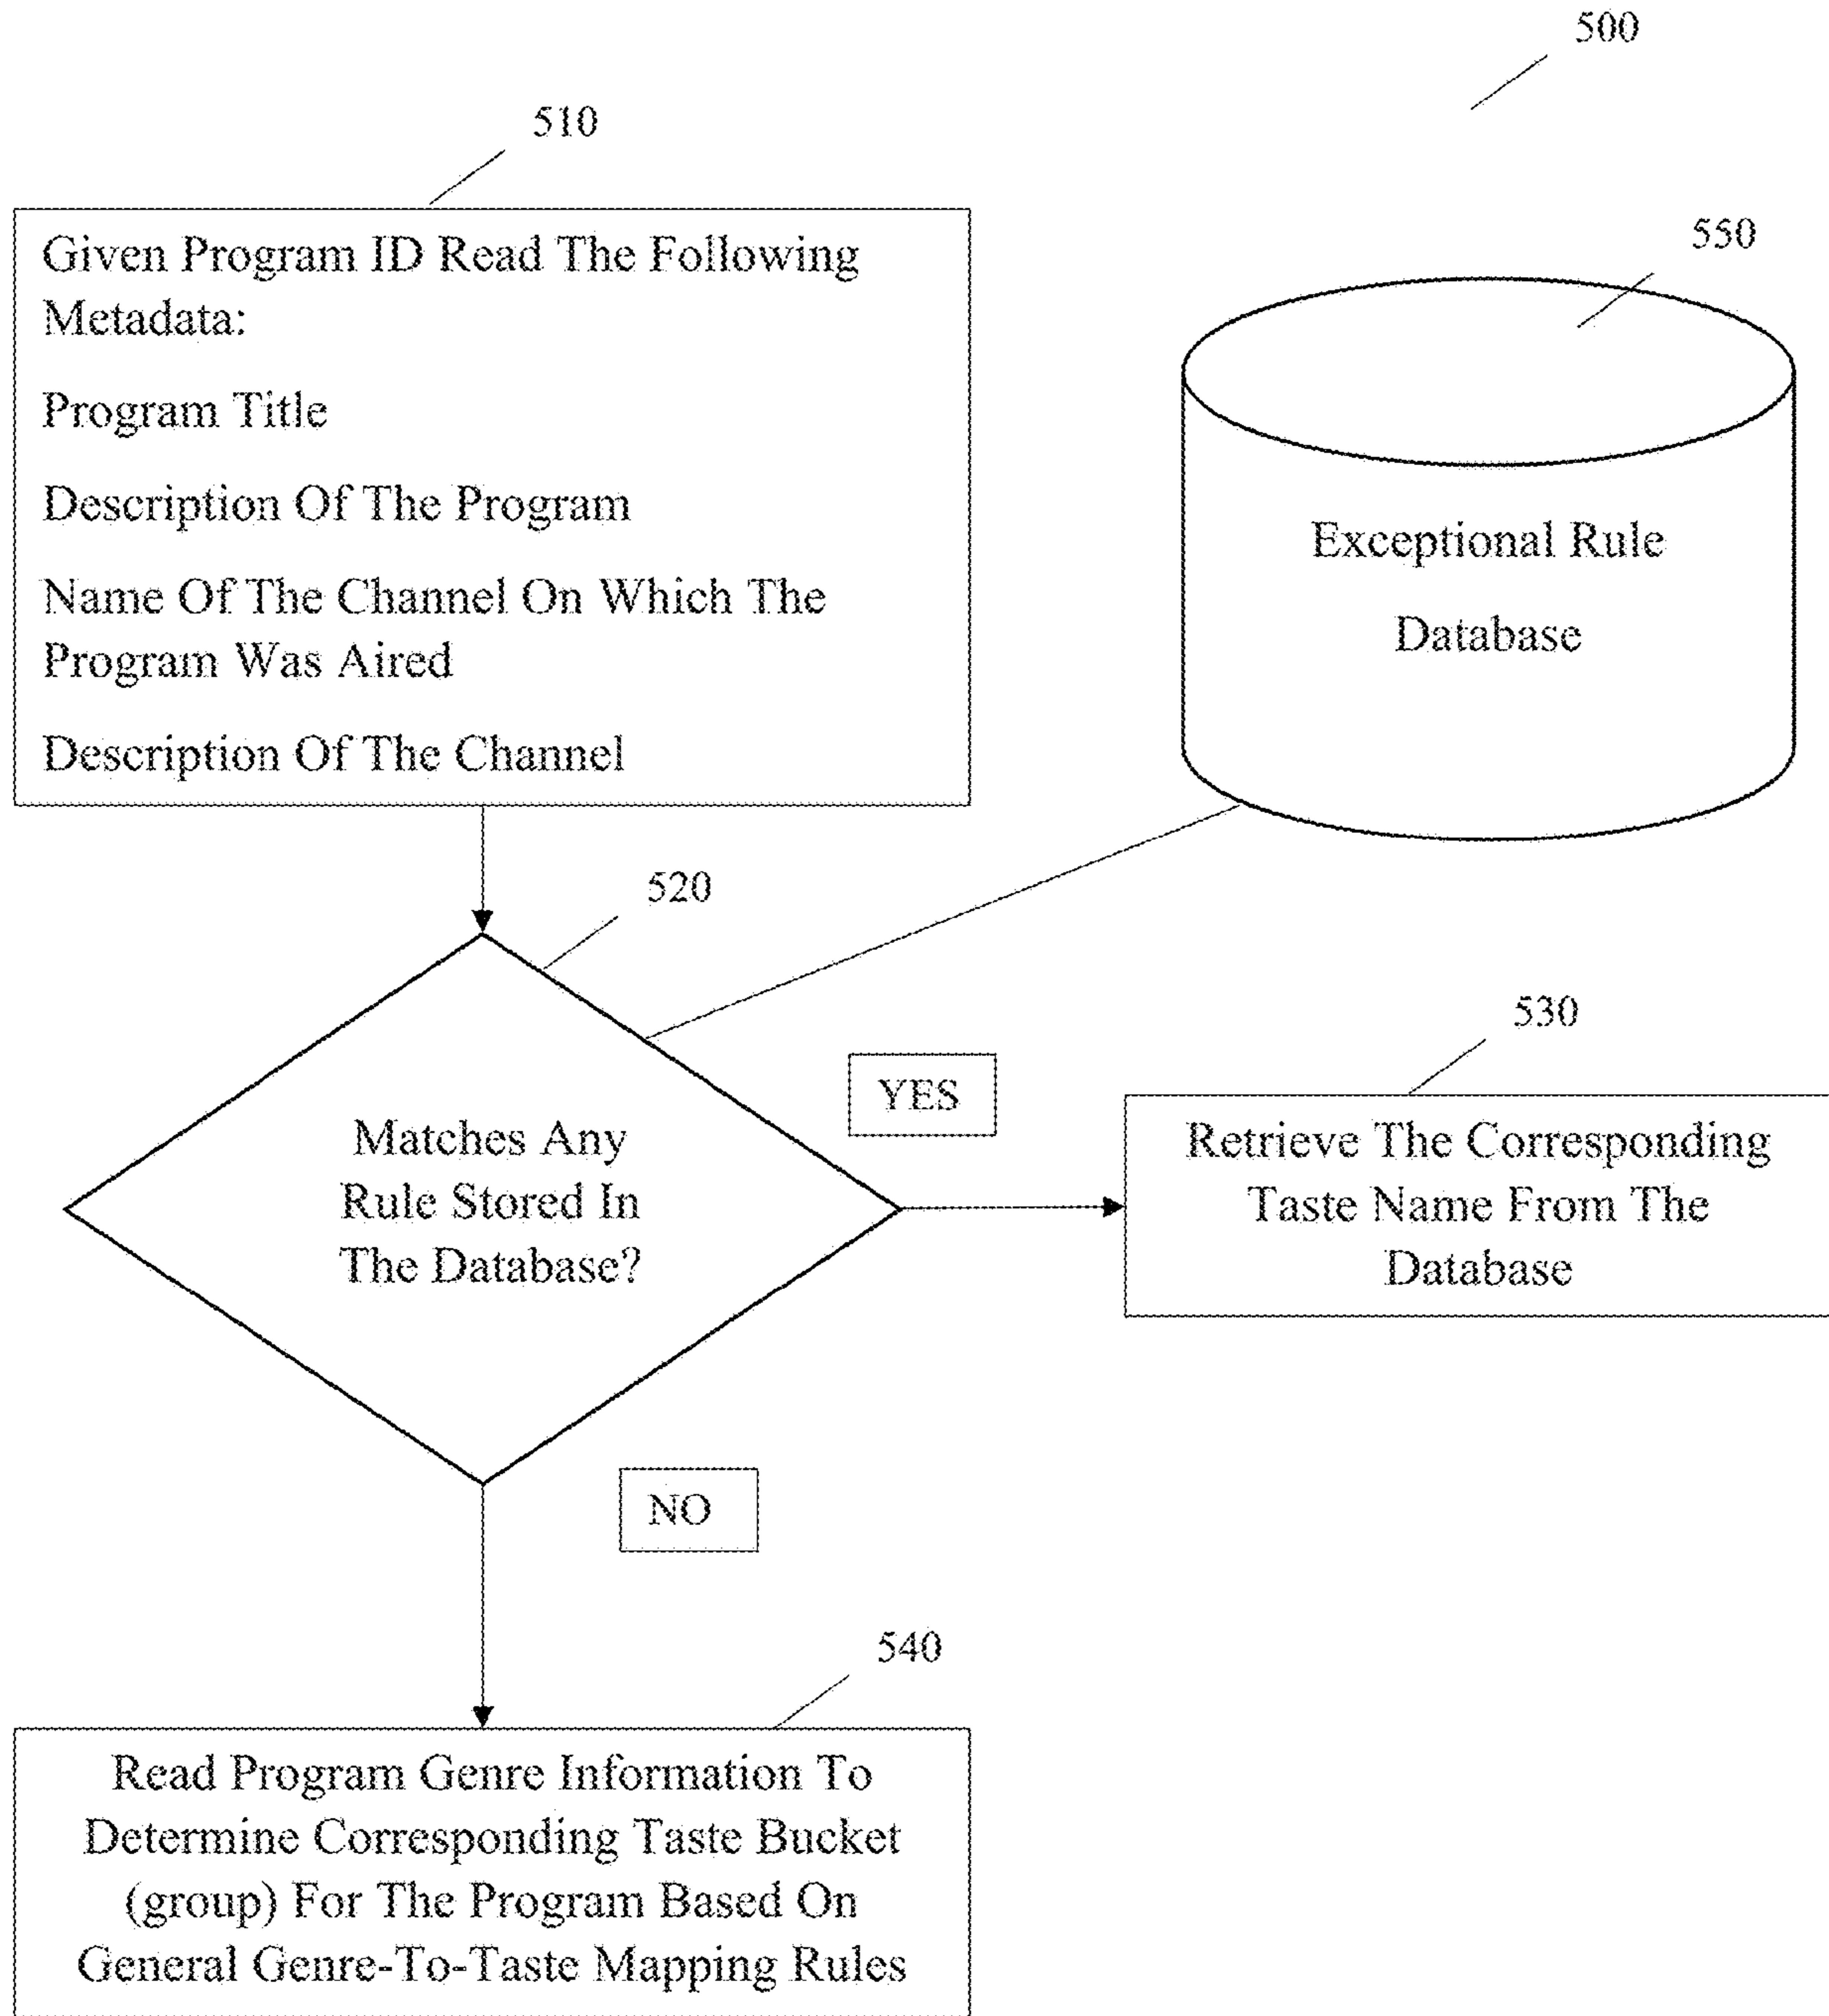 500
510
Given Program ID Read The Following
Metadata:
Program Title
Description Of The Program
Name Of The Channel On Which The
Program Was Aired
Description Of The Channel
550
Exceptional Rule
Database
520
Matches Any
Rule Stored In
The Database?
YES
530
Retrieve The Corresponding
Taste Name From The
Database
NO
540
Read Program Genre Information To
Determine Corresponding Taste Bucket
(group) For The Program Based On
General Genre-To-Taste Mapping Rules